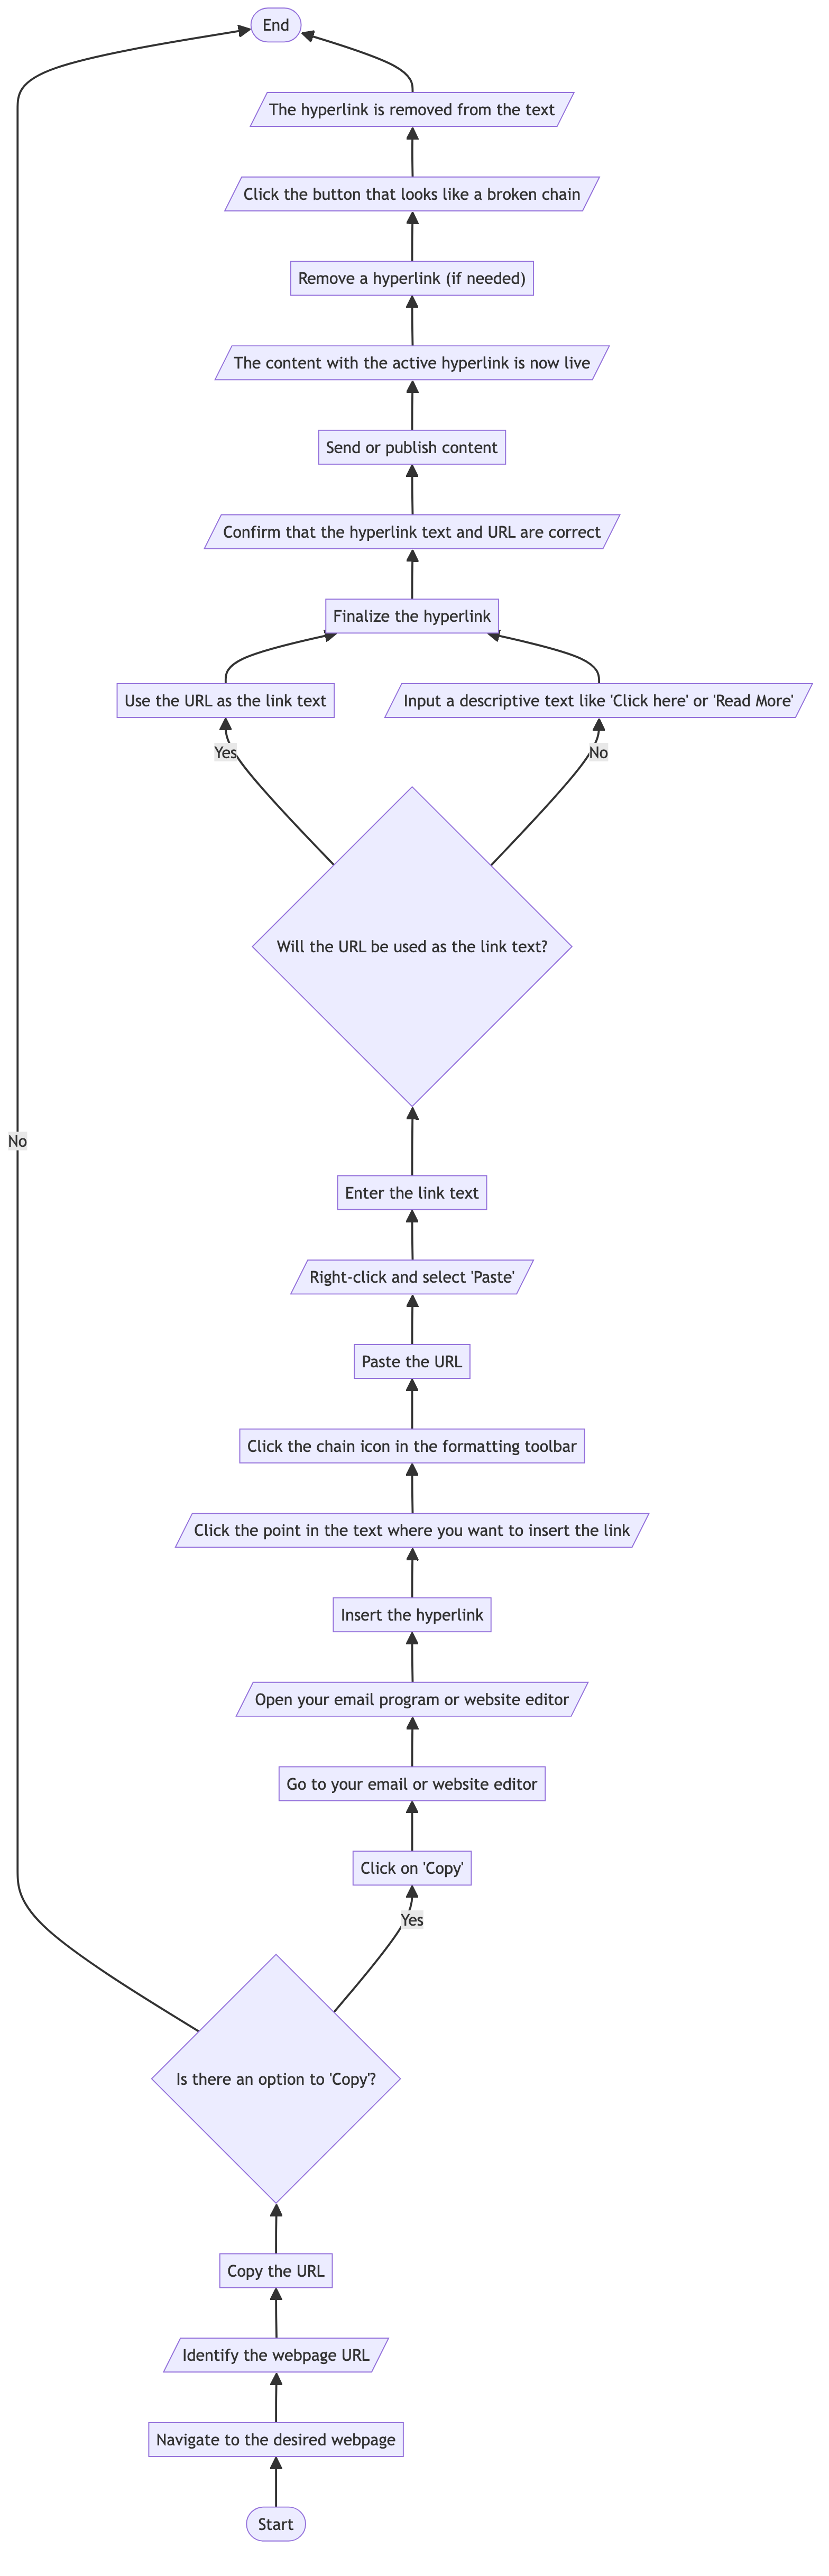 End
The hyperlink is removed from the text
Click the button that looks like a broken chain
Remove a hyperlink (if needed)
The content with the active hyperlink is now live
Send or publish content
Confirm that the hyperlink text and URL are correct
Finalize the hyperlink
Use the URL as the link text
Input a descriptive text like 'Click here' or 'Read More'
Yes
No
Will the URL be used as the link text?
No
Enter the link text
Right-click and select 'Paste'
Paste the URL
Click the chain icon in the formatting toolbar
Click the point in the text where you want to insert the link
Insert the hyperlink
Open your email program or website editor
Go to your email or website editor
Click on 'Copy'
Yes
Is there an option to 'Copy'?
Copy the URL
Identify the webpage URL
Navigate to the desired webpage
Start